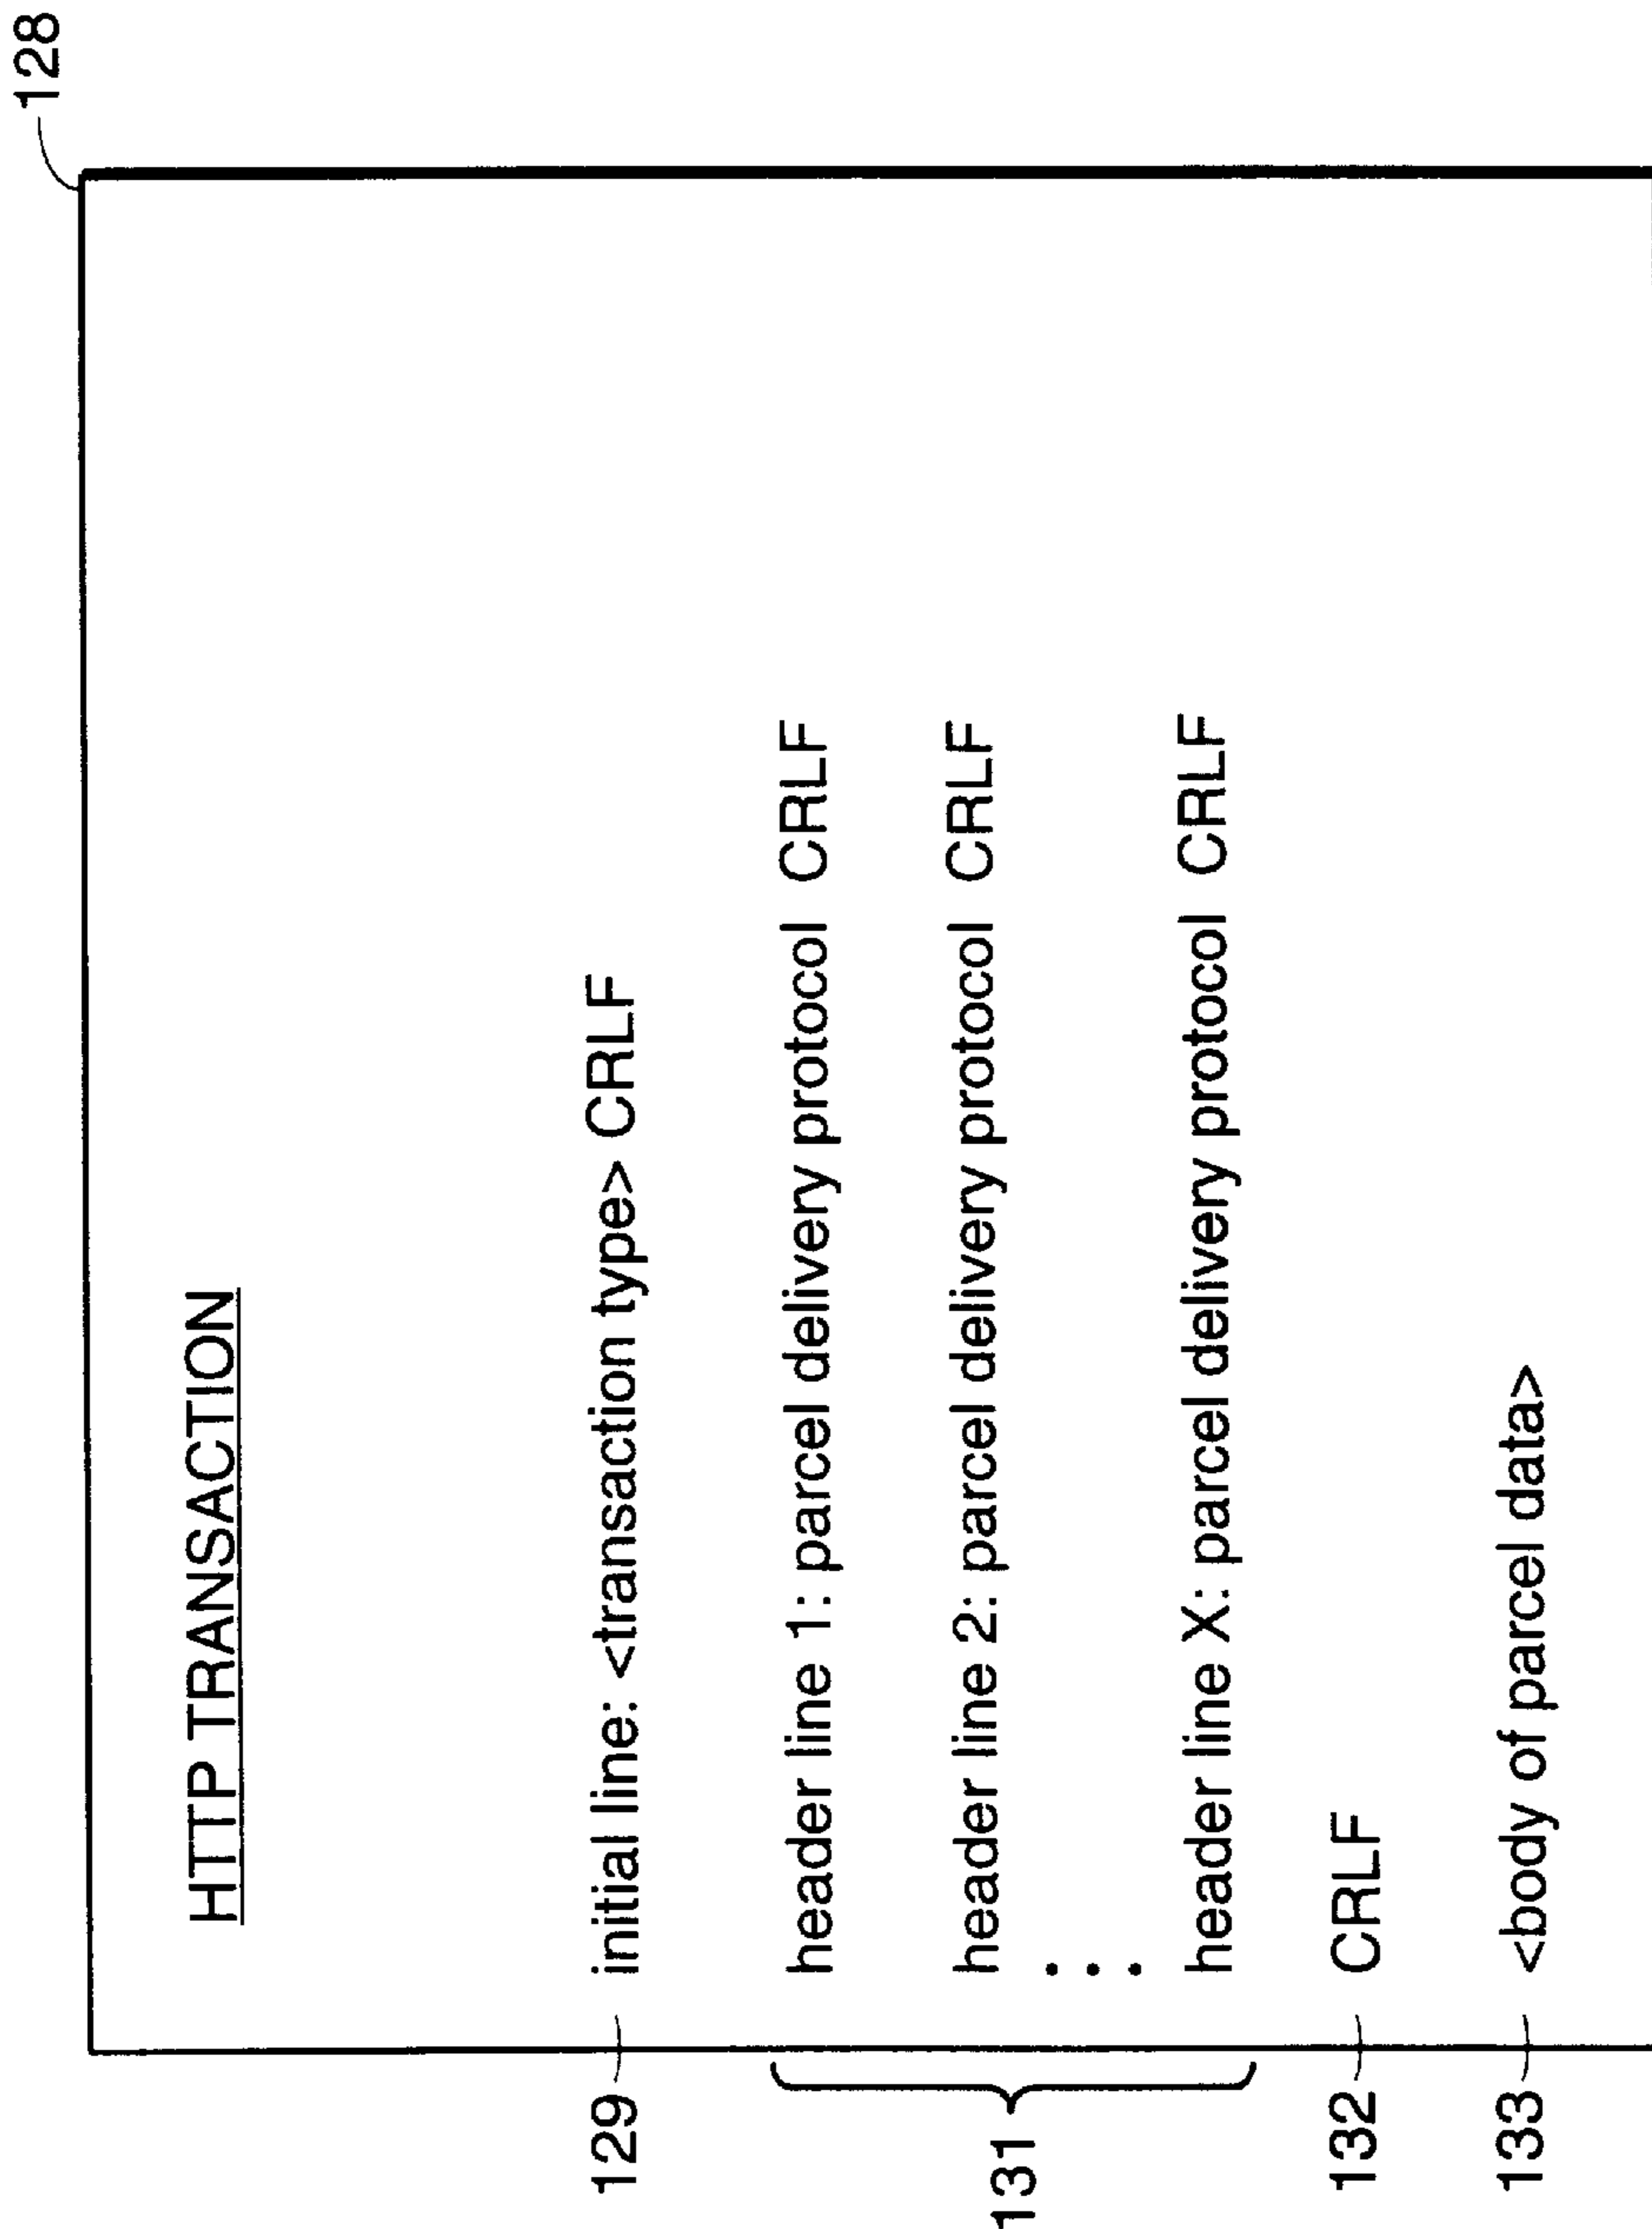 128
HTTP TRANSACTION
129 initial line: <transaction type> CRLF
header line 1: parcel delivery protocol CRLF
header line 2: parcel delivery protocol CRLF
131
header line X: parcel delivery protocol CRLF
132 CRLF
133 <body of parcel data>